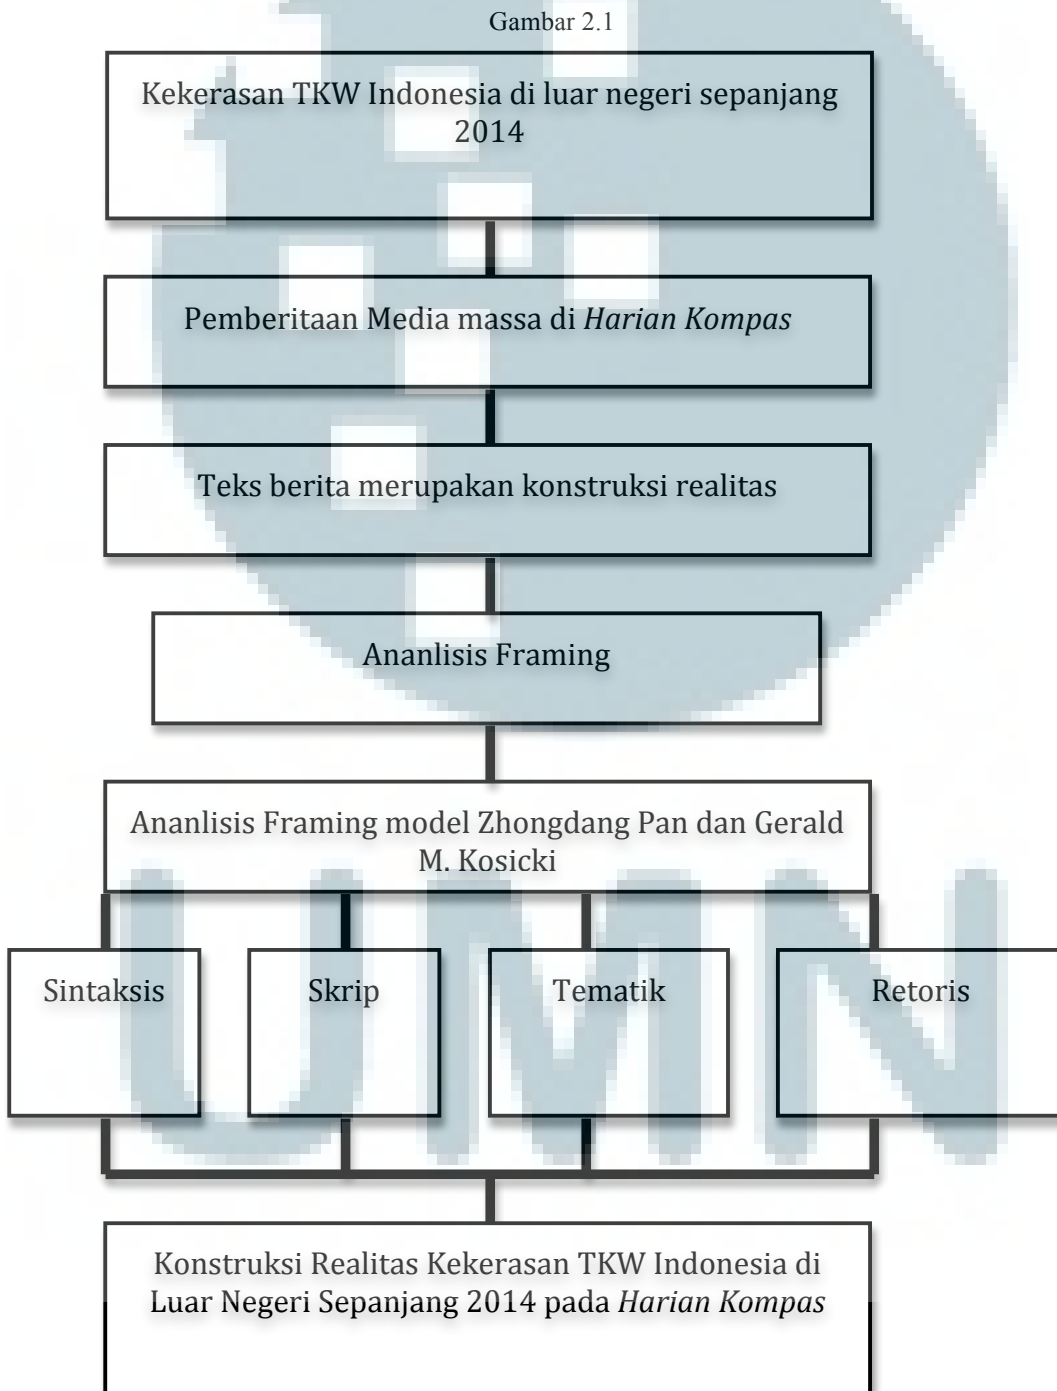 Gambar 2.1
Kekerasan TKW Indonesia di luar negeri sepanjang
2014
Pemberitaan Media massa di Harian Kompas
Teks berita merupakan konstruksi realitas
Ananlisis Framing
Ananlisis Framing model Zhongdang Pan dan Gerald
M. Kosicki
Sintaksis
Skrip
Tematik
Retoris
UMN
Konstruksi Realitas Kekerasan TKW Indonesia di
Luar Negeri Sepanjang 2014 pada Harian Kompas